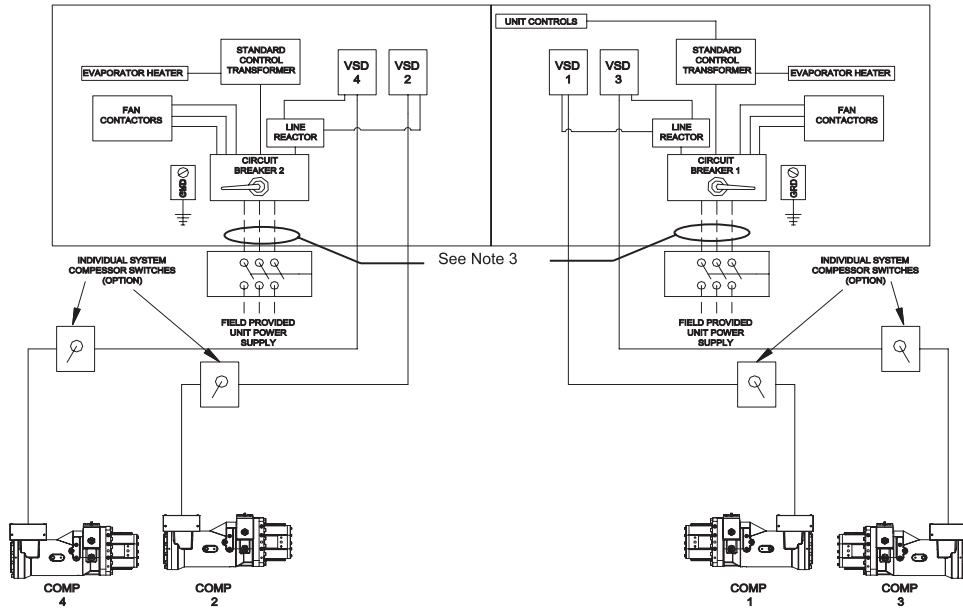 UNIT CONTROLS
STANDARD
CONTROL
TRANSFORMER
VSD
4
VSD
2
VSD
1
VSD
3
STANDARD
CONTROL
TRANSFORMER
EVAPORATOR HEATER
EVAPORATOR HEATER
FAN
CONTACTORS
LINE
REACTOR
LINE
REACTOR
FAN
CONTACTORS
CIRCUIT
BREAKER 2
CIRCUIT
BREAKER 1
GRD
GRD
See Note 3
INDIVIDUAL SYSTEM
COMPESSOR SWITCHES
(OPTION)
INDIVIDUAL SYSTEM
COMPESSOR SWITCHES
(OPTION)
FIELD PROVIDED
UNIT POWER
SUPPLY
FIELD PROVIDED
UNIT POWER
SUPPLY
COMP
4
COMP
2
COMP
1
COMP
3